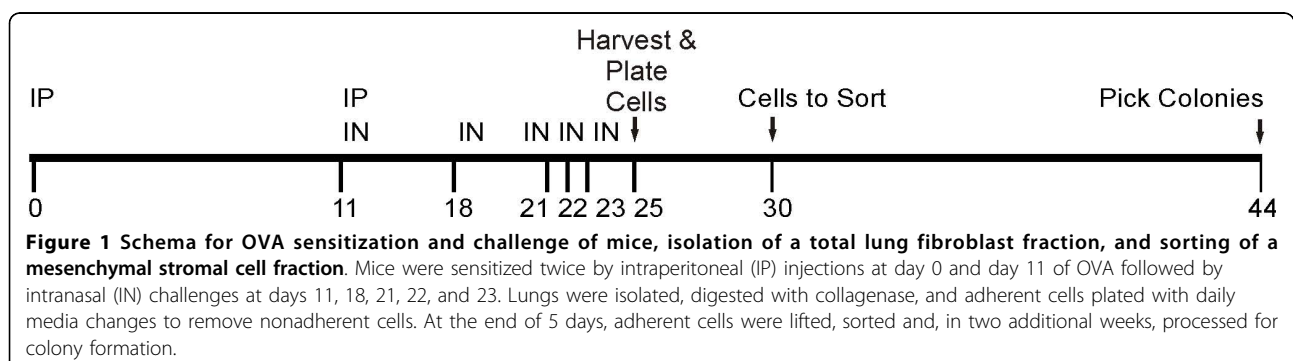 Harvest &
Plate
IP IP Cells Cells to Sort Pick Colonies
IN IN IN IN IN
0 11 18 21 22 23 25 30 44
Figure 1 Schema for OVA sensitization and challenge of mice, isolation of a total lung fibroblast fraction, and sorting of a
mesenchymal stromal cell fraction. Mice were sensitized twice by intraperitoneal (IP) injections at day 0 and day 11 of OVA followed by
intranasal (IN) challenges at days 11, 18, 21, 22, and 23. Lungs were isolated, digested with collagenase, and adherent cells plated with daily
media changes to remove nonadherent cells. At the end of 5 days, adherent cells were lifted, sorted and, in two additional weeks, processed for
colony formation.